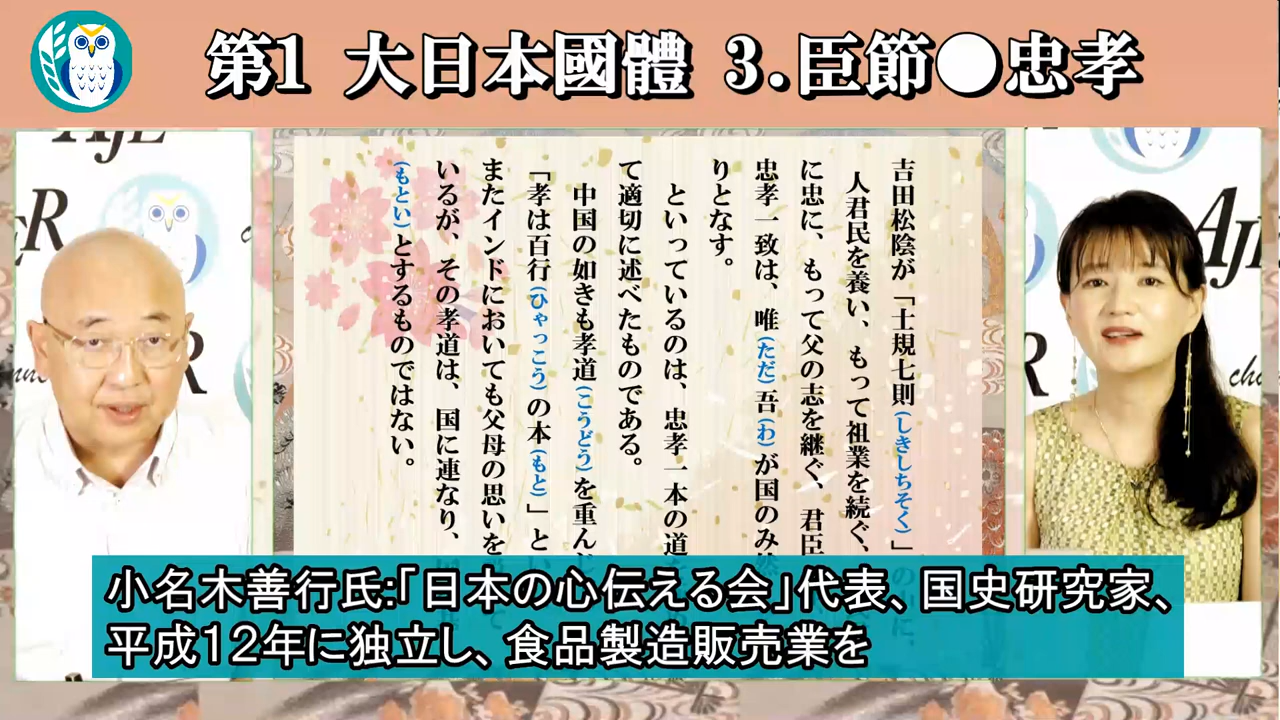 第1 大日本國體 3.臣節●忠孝
吉田松陰が「士規七則(しきしちそく)」の
人君民を養い、もって祖業を続ぐ、
に忠に、もって父の志を継ぐ、君臣
忠孝一致は、唯(ただ)吾(わ)が国のみ
りとなす。
といっているのは、忠孝一本の道
て適切に述べたものである。
中国の如きも孝道(こうどう)を重んじ
「孝は百行(ひゃっこう)の本(もと)」とい
またインドにおいても父母の思いを
いるが、その孝道は、国に連なり、
(もとい)とするものではない。
AJER
AJER
小名木善行氏:「日本の心伝える会」代表、国史研究家、
平成12年に独立し、食品製造販売業を